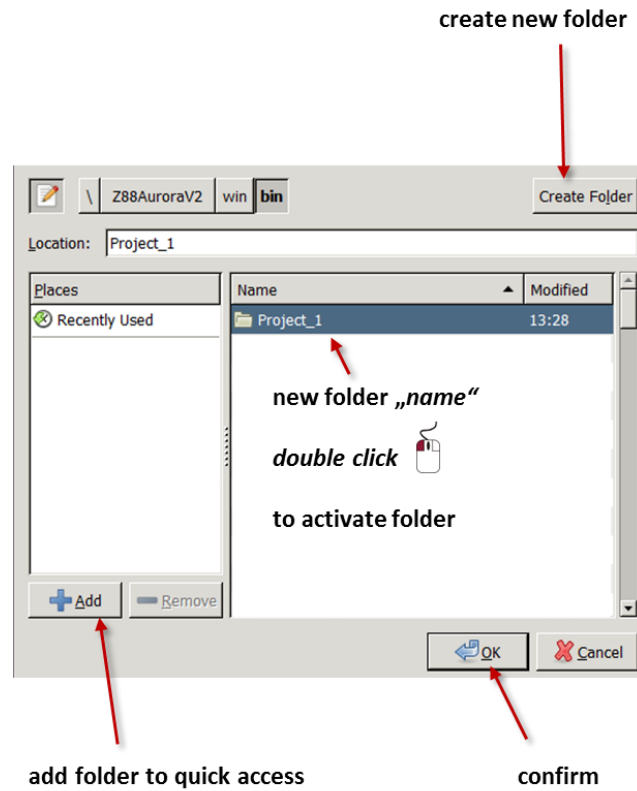 create new folder
\ Z88AuroraV2 win bin Create Folder
Location: Project_1
Places Name Modified
Recently Used Project_1 13:28
new folder „name“
double click
to activate folder
Add Remove
OK Cancel
add folder to quick access confirm